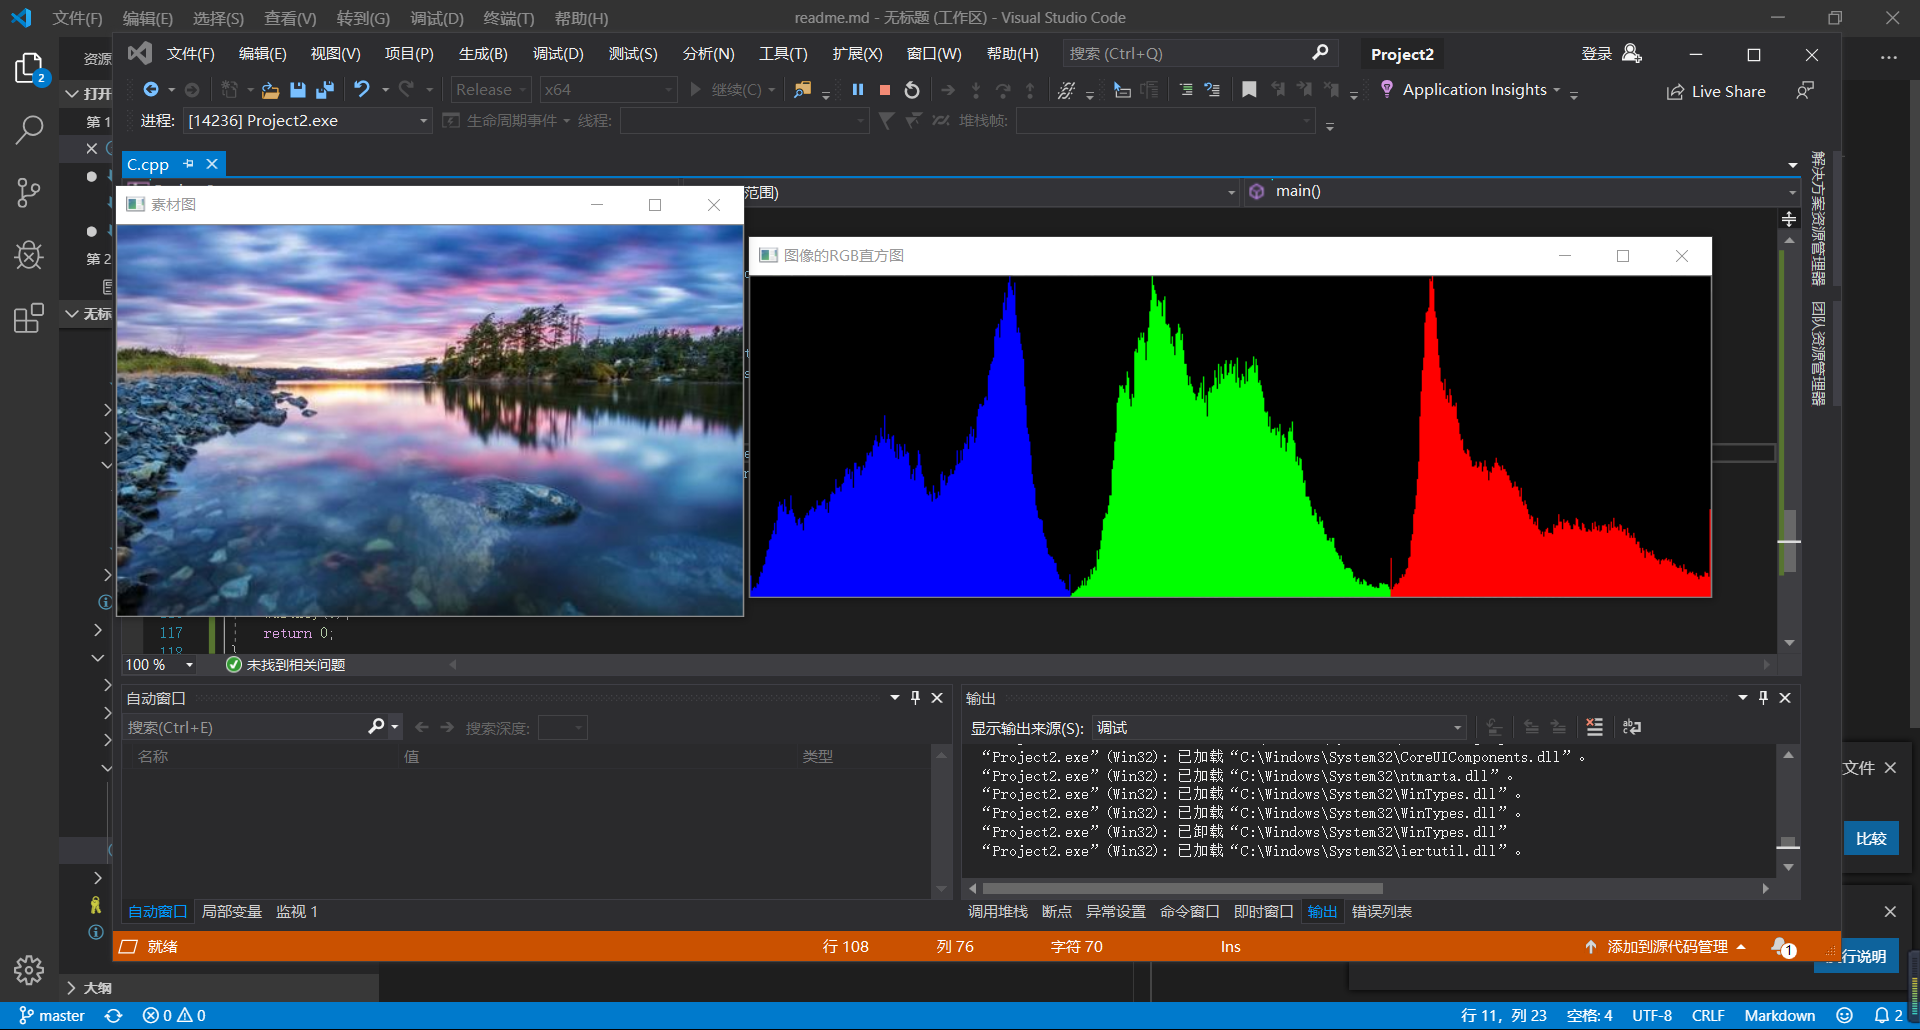 文件(F) 编辑(E) 选择(S) 查看(V) 转到(G) 调试(D) 终端(T) 帮助(H) readme.md - 无标题 (工作区) - Visual Studio Code
文件(F) 编辑(E) 视图(V) 项目(P) 生成(B) 调试(D) 测试(S) 分析(N) 工具(T) 扩展(X) 窗口(W) 帮助(H) 搜索 (Ctrl+Q) Project2 登录
Release x64 继续(C) Application Insights Live Share
进程: [14236] Project2.exe 生命周期事件 线程: 堆栈帧:
资源
2
打开
第 1
第 2
无标
大纲
C.cpp
范围) main()
素材图
图像的RGB直方图
解决方案资源管理器
团队资源管理器
117 return 0;
118 }
100 % 未找到相关问题
自动窗口
搜索(Ctrl+E) 搜索深度:
名称 值 类型
自动窗口 局部变量 监视 1
输出
显示输出来源(S): 调试
“Project2.exe” (Win32): 已加载 “C:\Windows\System32\CoreUIComponents.dll”。
“Project2.exe” (Win32): 已加载 “C:\Windows\System32\ntmarta.dll”。
“Project2.exe” (Win32): 已加载 “C:\Windows\System32\WinTypes.dll”。
“Project2.exe” (Win32): 已加载 “C:\Windows\System32\WinTypes.dll”。
“Project2.exe” (Win32): 已卸载 “C:\Windows\System32\WinTypes.dll”
“Project2.exe” (Win32): 已加载 “C:\Windows\System32\iertutil.dll”。
调用堆栈 断点 异常设置 命令窗口 即时窗口 输出 错误列表
文件
比较
行说明
就绪 行 108 列 76 字符 70 Ins 添加到源代码管理 1
master 0 0 行 11, 列 23 空格: 4 UTF-8 CRLF Markdown 2